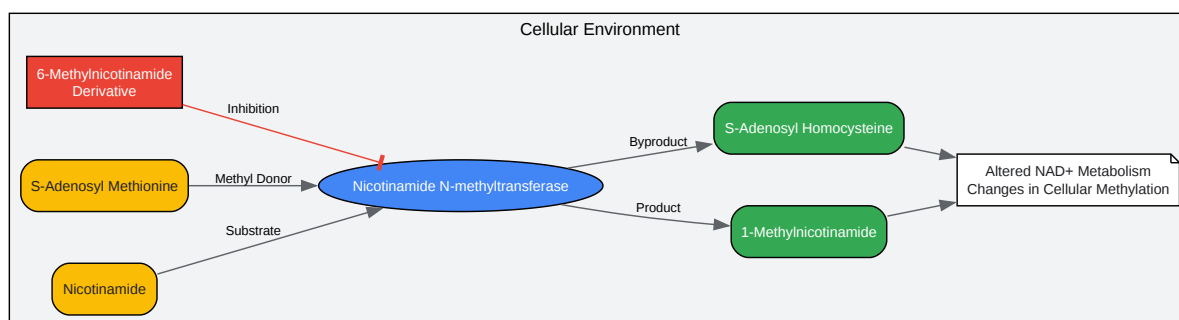 Cellular Environment
6-Methylnicotinamide
Derivative
Inhibition
S-Adenosyl Methionine
Methyl Donor
Nicotinamide N-methyltransferase
Substrate
Nicotinamide
Byproduct
S-Adenosyl Homocysteine
Product
1-Methylnicotinamide
Altered NAD+ Metabolism
Changes in Cellular Methylation